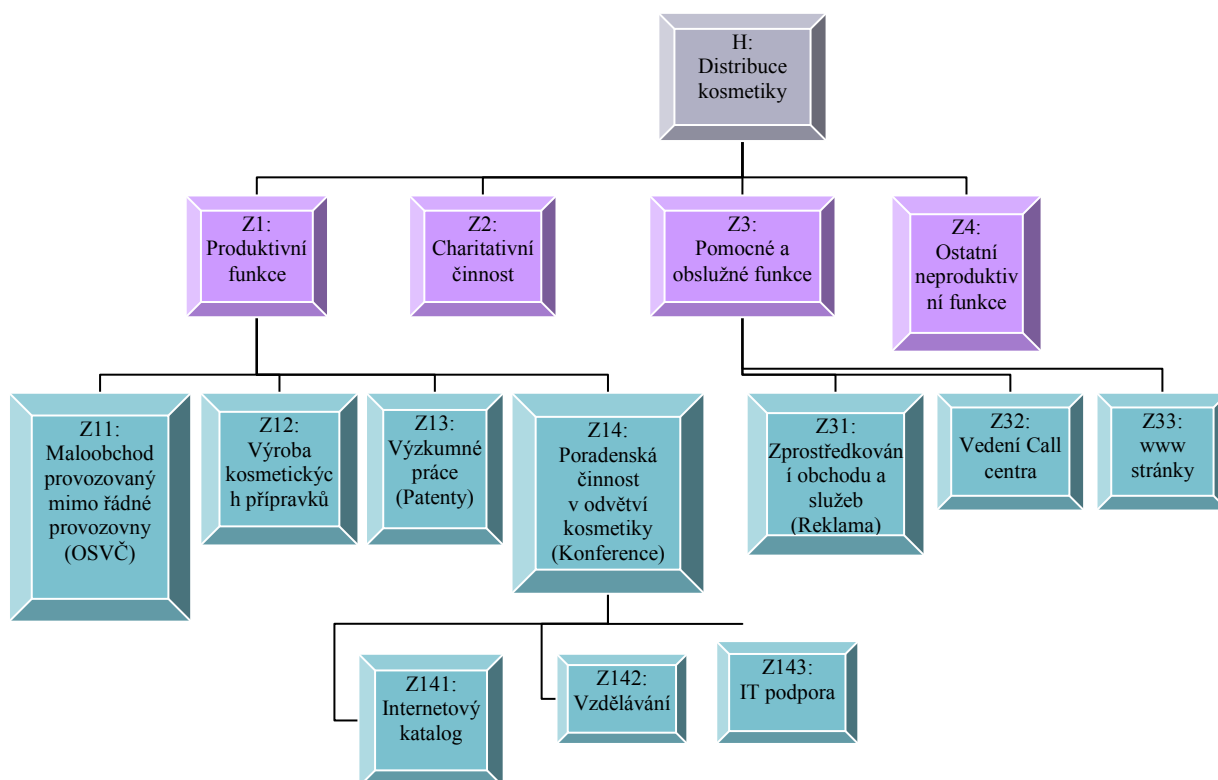 H:
Distribuce
kosmetiky
Z1:
Produktivní
funkce
Z2:
Charitativní
činnost
Z3:
Pomocné a
obslužné funkce
Z4:
Ostatní
neproduktiv
ní funkce
Z11:
Maloobchod
provozovaný
mimo řádné
provozovny
(OSVČ)
Z12:
Výroba
kosmetickýc
h přípravků
Z13:
Výzkumné
práce
(Patenty)
Z14:
Poradenská
činnost
v odvětví
kosmetiky
(Konference)
Z31:
Zprostředkován
í obchodu a
služeb
(Reklama)
Z32:
Vedení Call
centra
Z33:
www
stránky
Z141:
Internetový
katalog
Z142:
Vzdělávání
Z143:
IT podpora